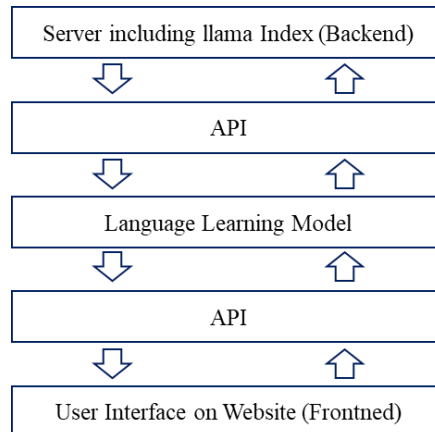 Server including llama Index (Backend)
API
Language Learning Model
API
User Interface on Website (Frontned)